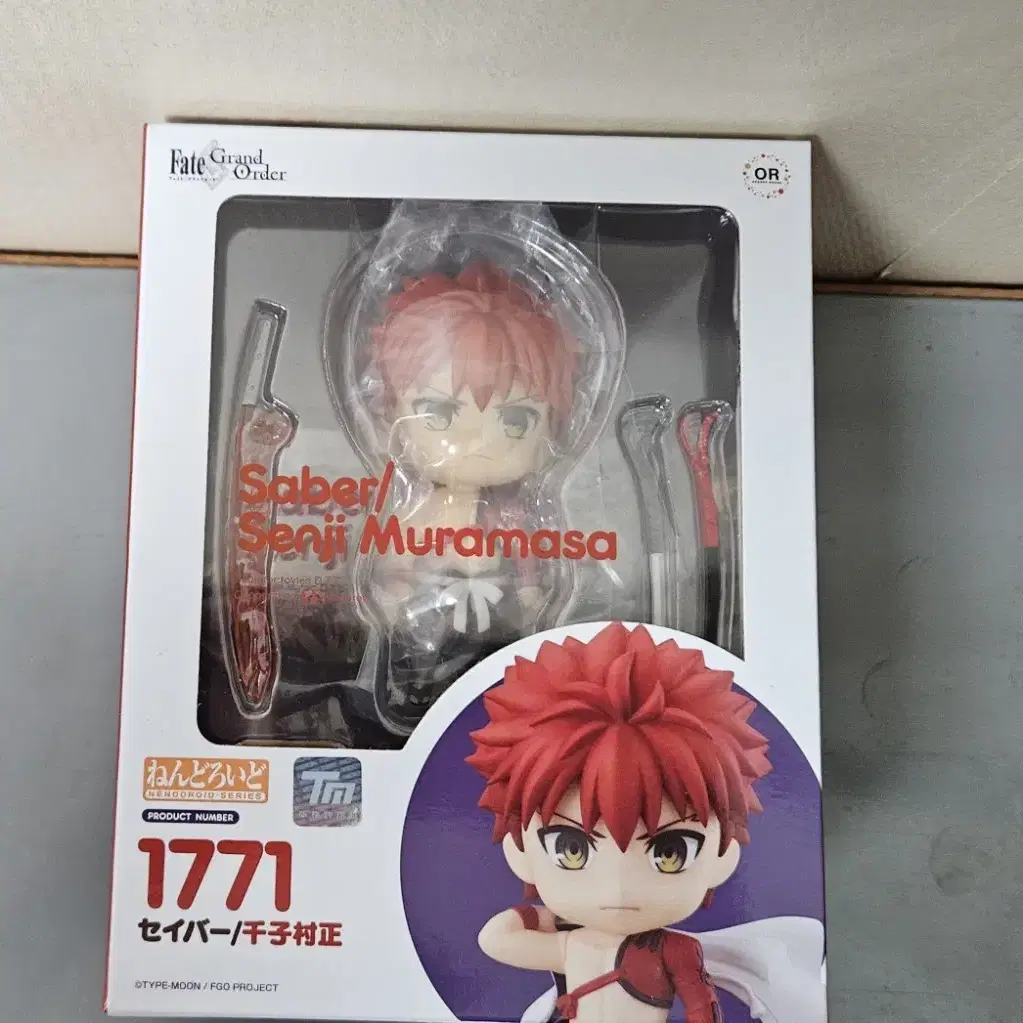 Fate
Grand
Order
OR
Saber/
Senji Muramasa
ねんどろいど
NENDOROID SERIES
TM
PRODUCT NUMBER
1771
セイバー/千子村正
©TYPE-MOON / FGO PROJECT